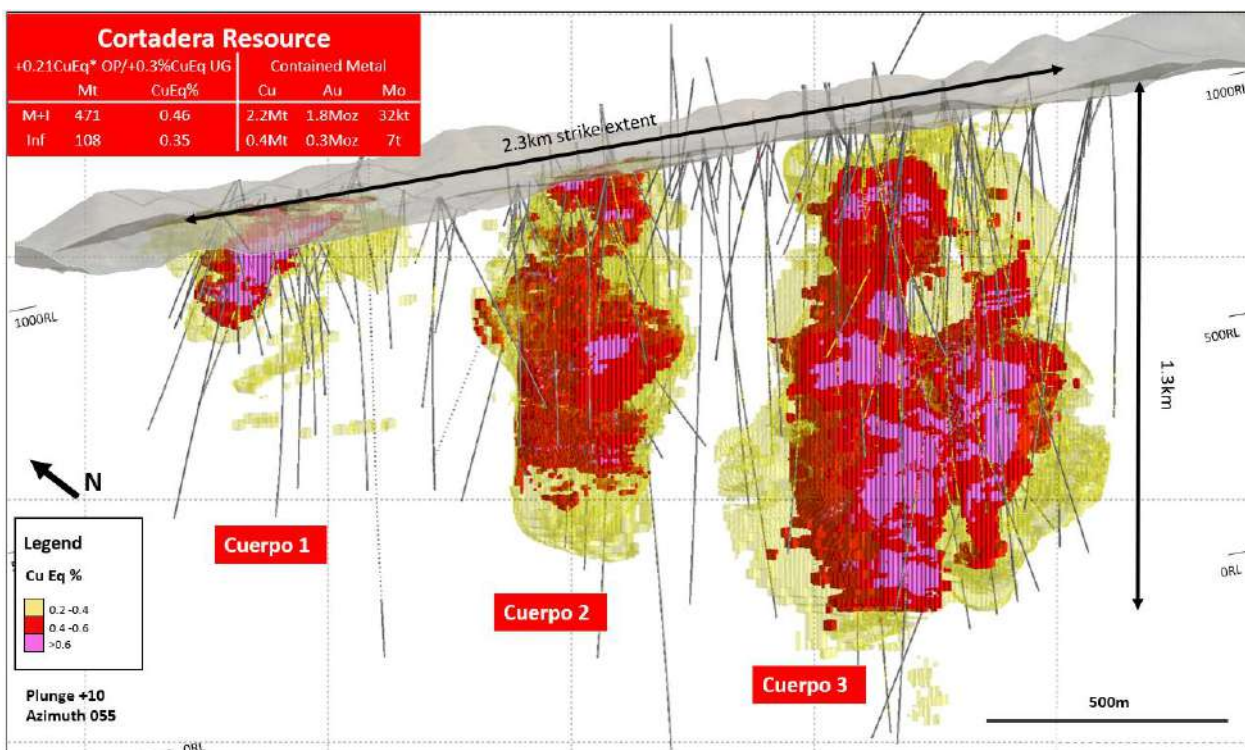 Cortadera Resource
+0.21CuEq* OP/+0.3%CuEq UG Contained Metal
Mt CuEq% Cu Au Mo
M+I 471 0.46 2.2Mt 1.8Moz 32kt
Inf 108 0.35 0.4Mt 0.3Moz 7t
2.3km strike extent
1000RL
1000RL
500RL
1.3km
N
0RL
Cuerpo 1
Cuerpo 2
Cuerpo 3
Legend
Cu Eq %
0.2 -0.4
0.4 -0.6
>0.6
Plunge +10
Azimuth 055
500m